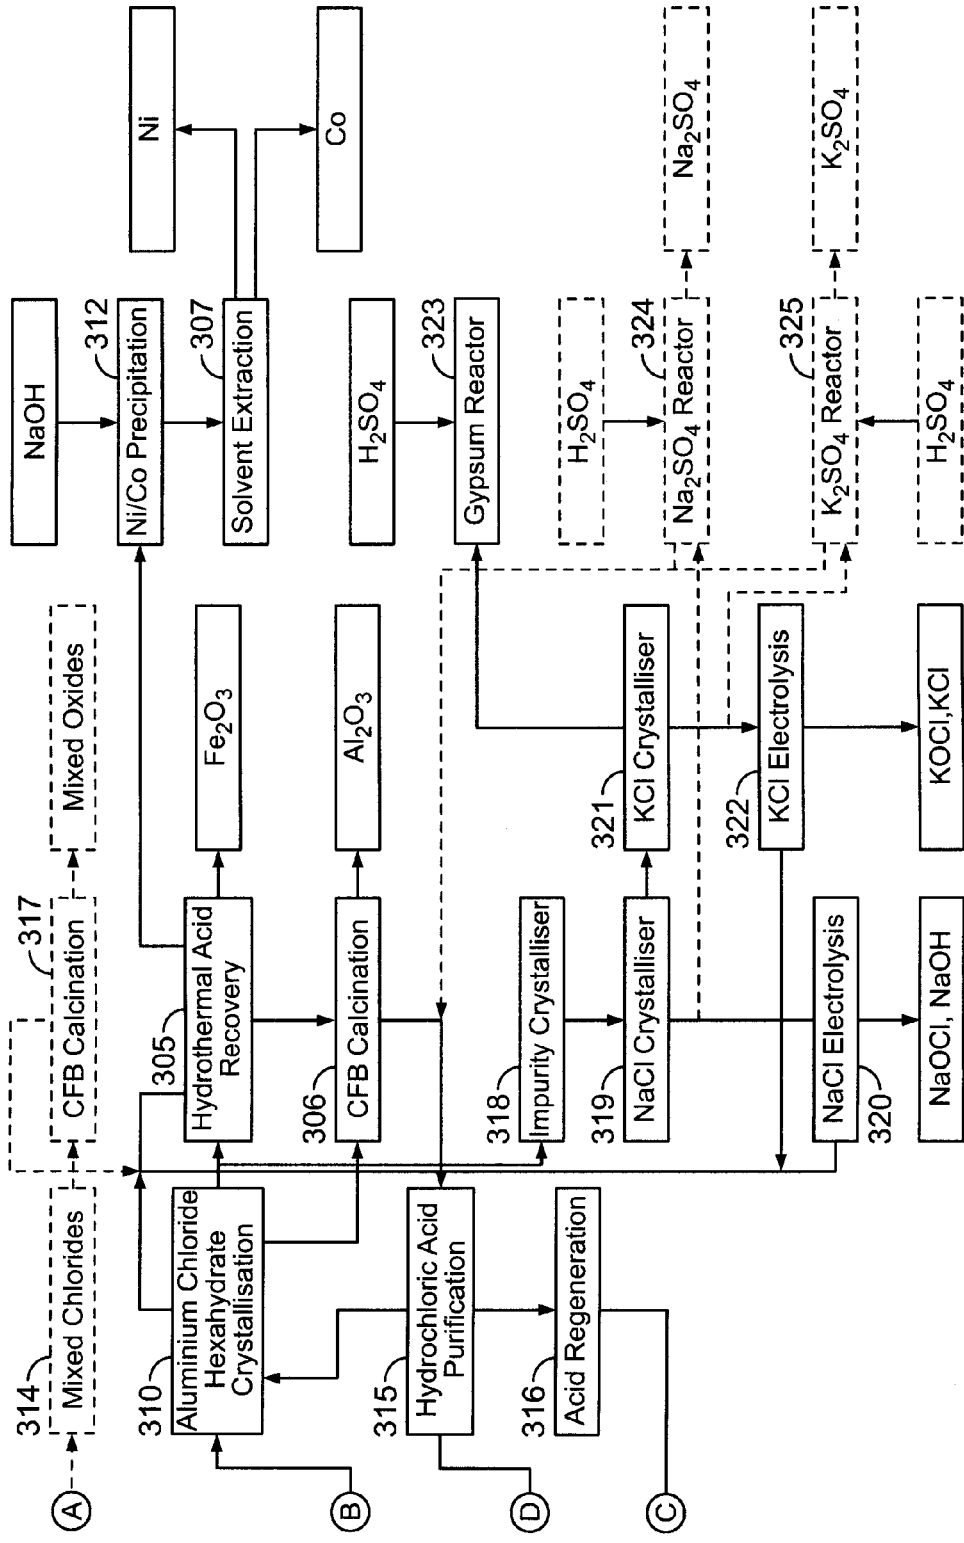 314
317
A
Mixed Chlorides
CFB Calcination
Mixed Oxides
NaOH
310
305
312
Aluminium Chloride
Hexahydrate
Crystallisation
Hydrothermal Acid
Recovery
Fe2O3
Ni/Co Precipitation
Ni
307
Solvent Extraction
306
B
CFB Calcination
Al2O3
H2SO4
Co
315
D
Hydrochloric Acid
Purification
323
Gypsum Reactor
316
Acid Regeneration
318
Impurity Crystalliser
H2SO4
C
319
NaCl Crystalliser
321
KCl Crystalliser
324
Na2SO4 Reactor
Na2SO4
322
KCl Electrolysis
325
K2SO4 Reactor
K2SO4
NaCl Electrolysis
320
NaOCl, NaOH
KOCl,KCl
H2SO4